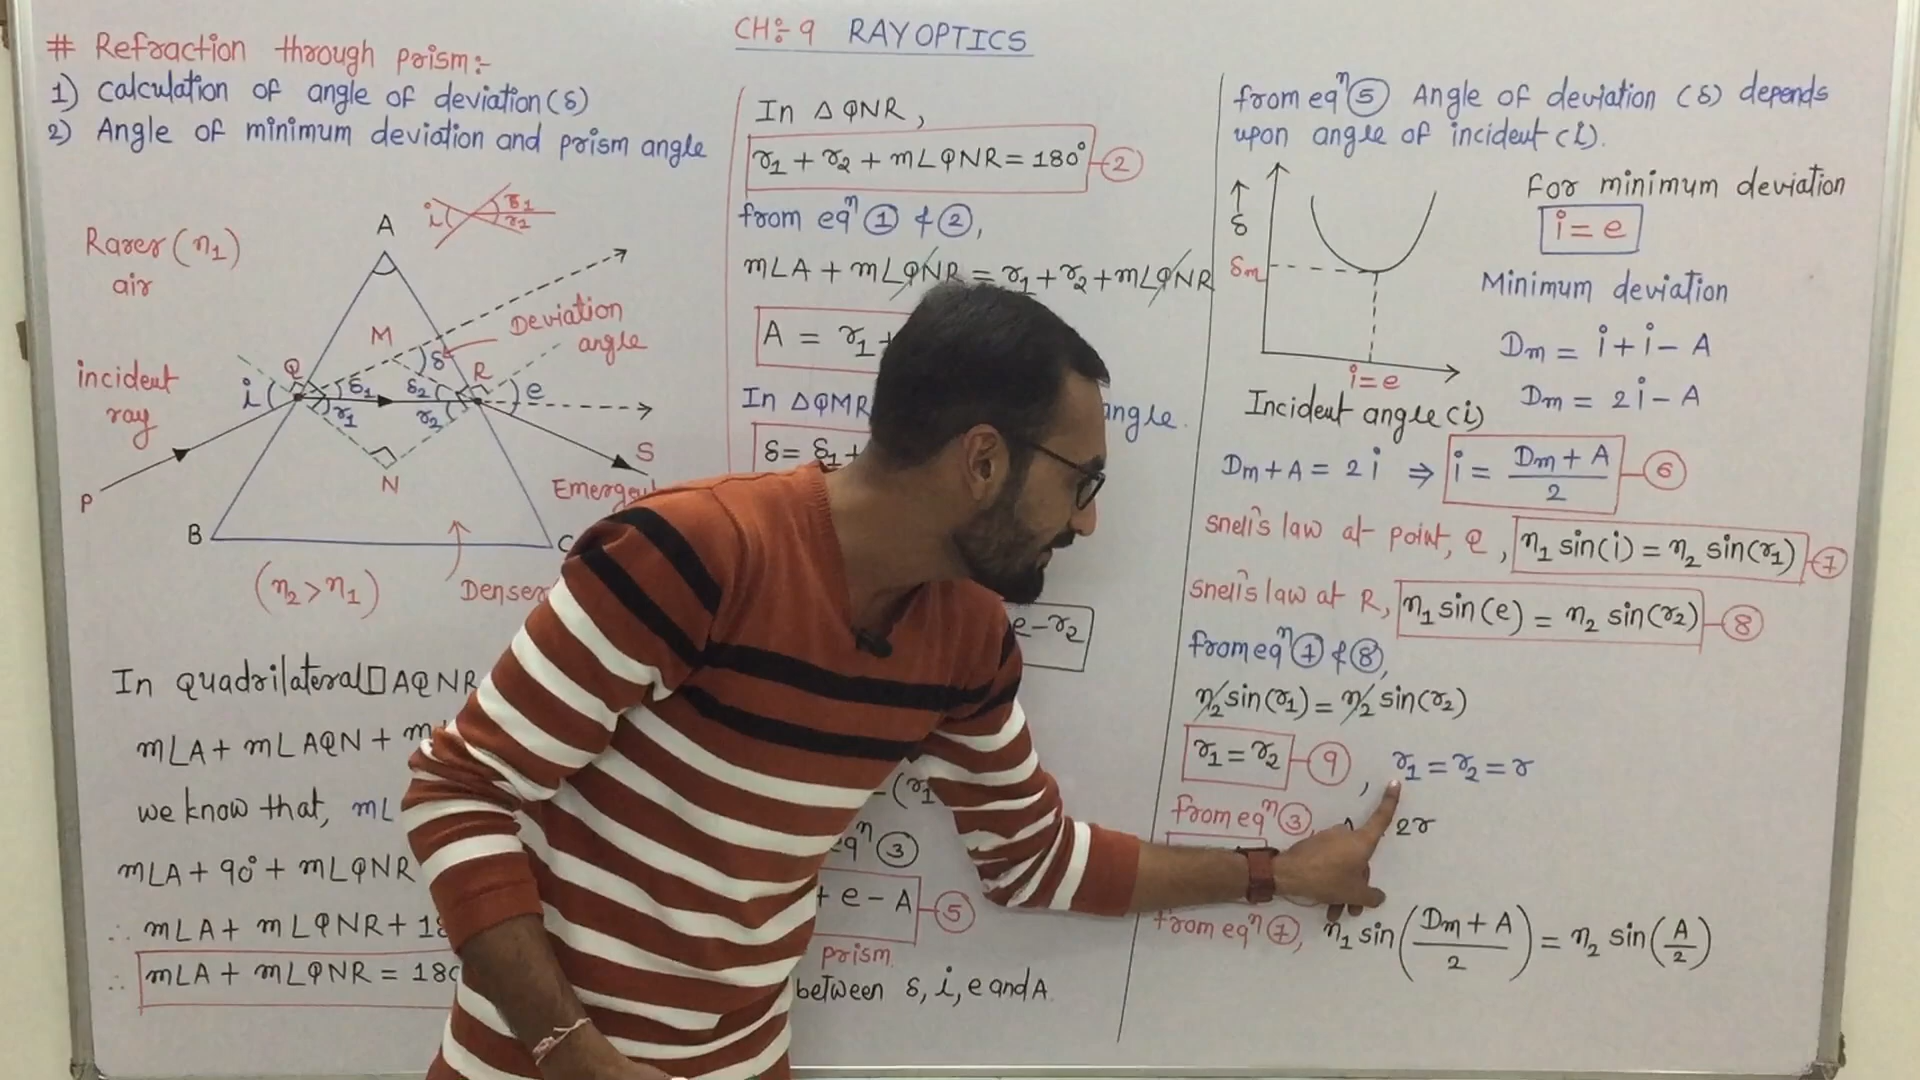 CH:- 9 RAY OPTICS
# Refraction through prism:-
1) calculation of angle of deviation (δ)
2) Angle of minimum deviation and prism angle
i δ1
r2
Rarer (n1)
air
A
M
Deviation
angle
δ
incident
ray
i Q δ1 δ2 R e
r1 r2
N
S
P
B
C
(n2 > n1)
Denser
In quadrilateral □AQNR
m∠A + m∠AQN +
we know that,
m∠A + 90° + m∠QNR
∴ m∠A + m∠QNR +
∴ m∠A + m∠QNR =
In △QNR,
r1 + r2 + m∠QNR = 180° ②
from eqn ① & ②,
m∠A + m∠QNR = r1 + r2 + m∠QNR
A = r1 +
In △QMR angle.
δ = δ1 +
e - r2
-(r1
eqn ③
+ e - A ⑤
prism
between δ, i, e and A
from eqn ⑤ Angle of deviation (δ) depends
upon angle of incident (i).
↑
δ
δm
i = e
Incident angle (i)
For minimum deviation
i = e
Minimum deviation
Dm = i + i - A
Dm = 2i - A
Dm + A = 2i ⇒ i = Dm + A / 2 ⑥
snell's law at point, Q, n1 sin(i) = n2 sin(r1) ⑦
snell's law at R, n1 sin(e) = n2 sin(r2) ⑧
from eqn ⑦ & ⑧,
n2 sin(r1) = n2 sin(r2)
r1 = r2 ⑨, r1 = r2 = r
from eqn ③, 2r
from eqn ⑦, n1 sin(Dm + A / 2) = n2 sin(A / 2)